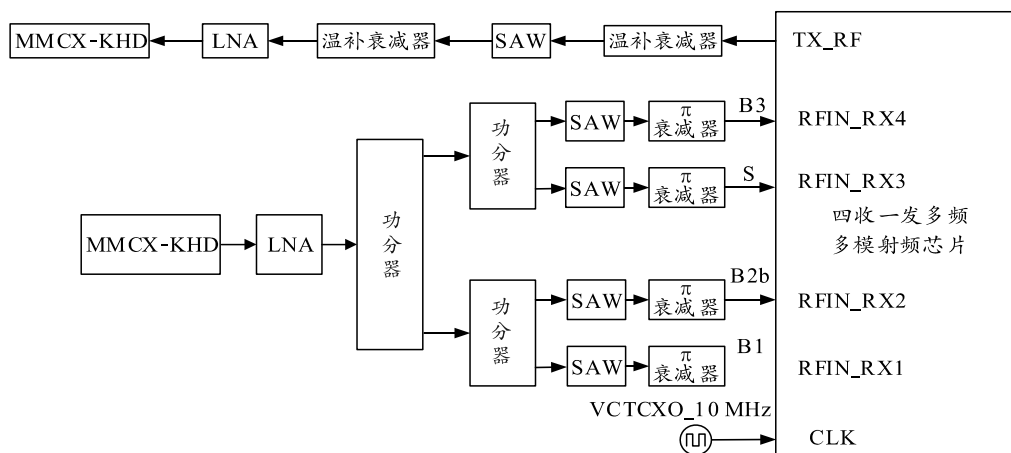 MMCX-KHD
LNA
温补衰减器
SAW
温补衰减器
TX_RF
功
分
器
SAW
π
衰减器
B3
RFIN_RX4
SAW
π
衰减器
S
RFIN_RX3
四收一发多频
多模射频芯片
MMCX-KHD
LNA
功
分
器
功
分
器
SAW
π
衰减器
B2b
RFIN_RX2
SAW
π
衰减器
B1
RFIN_RX1
VCTCXO_10 MHz
CLK